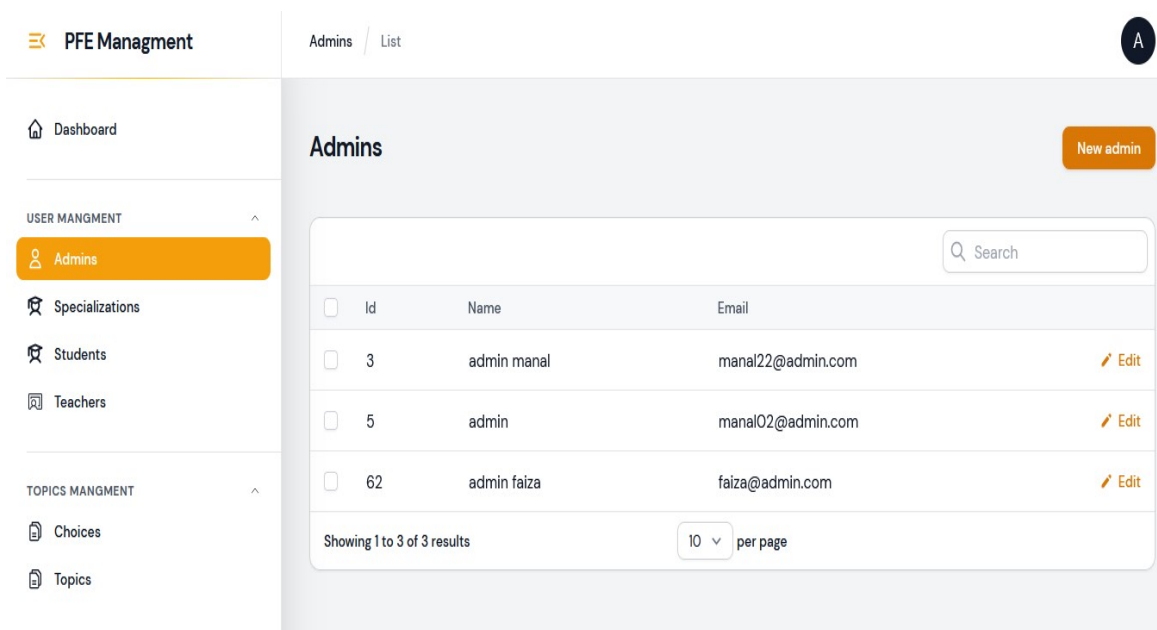 PFE Managment
Admins / List
A
Dashboard
Admins
New admin
USER MANGMENT
Admins
Specializations
Students
Teachers
TOPICS MANGMENT
Choices
Topics
Search
Id Name Email
3 admin manal manal22@admin.com Edit
5 admin manal02@admin.com Edit
62 admin faiza faiza@admin.com Edit
Showing 1 to 3 of 3 results 10 per page